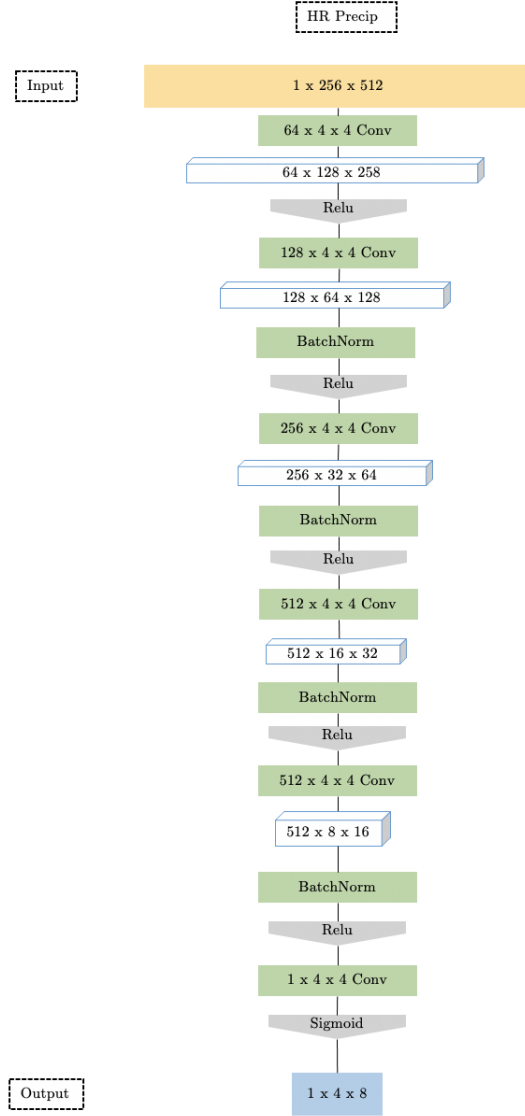 HR Precip
Input
1 x 256 x 512
64 x 4 x 4 Conv
64 x 128 x 258
Relu
128 x 4 x 4 Conv
128 x 64 x 128
BatchNorm
Relu
256 x 4 x 4 Conv
256 x 32 x 64
BatchNorm
Relu
512 x 4 x 4 Conv
512 x 16 x 32
BatchNorm
Relu
512 x 4 x 4 Conv
512 x 8 x 16
BatchNorm
Relu
1 x 4 x 4 Conv
Sigmoid
Output
1 x 4 x 8